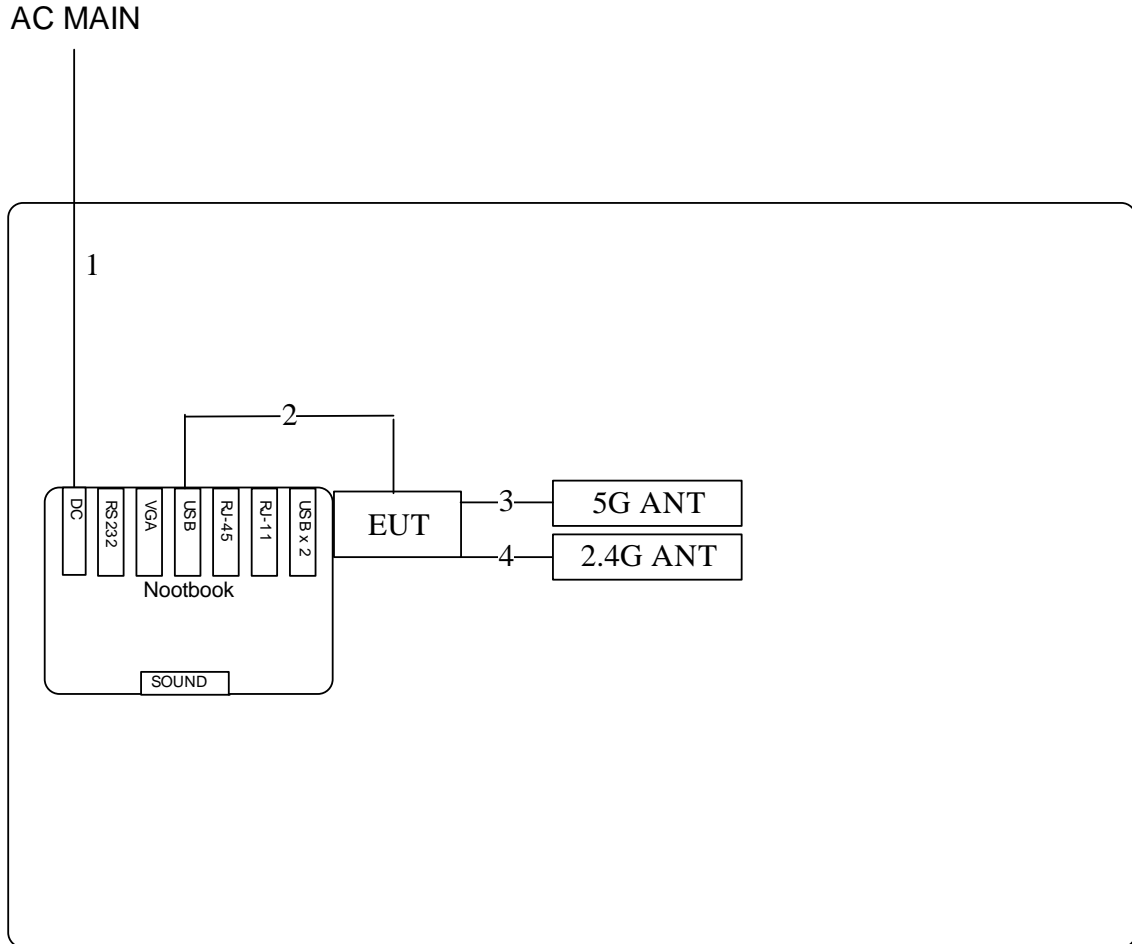 AC MAIN
1
2
DC
RS232
VGA
USB
RJ-45
RJ-11
USB x 2
EUT
3
5G ANT
4
2.4G ANT
Nootbook
SOUND